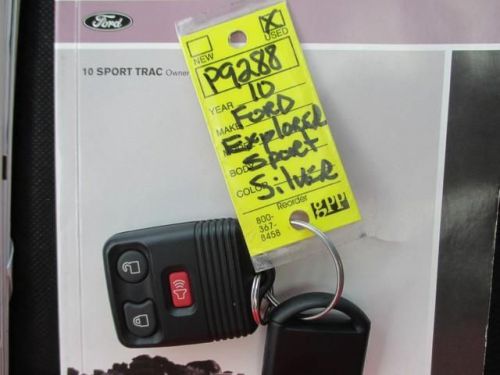 Ford
10 SPORT TRAC Owner
NEW
USED
P9288
YEAR 10
MAKE FORD
Explorer
BODY Sport
COLOR Silver
Reorder
800-
367-
8458
gpp